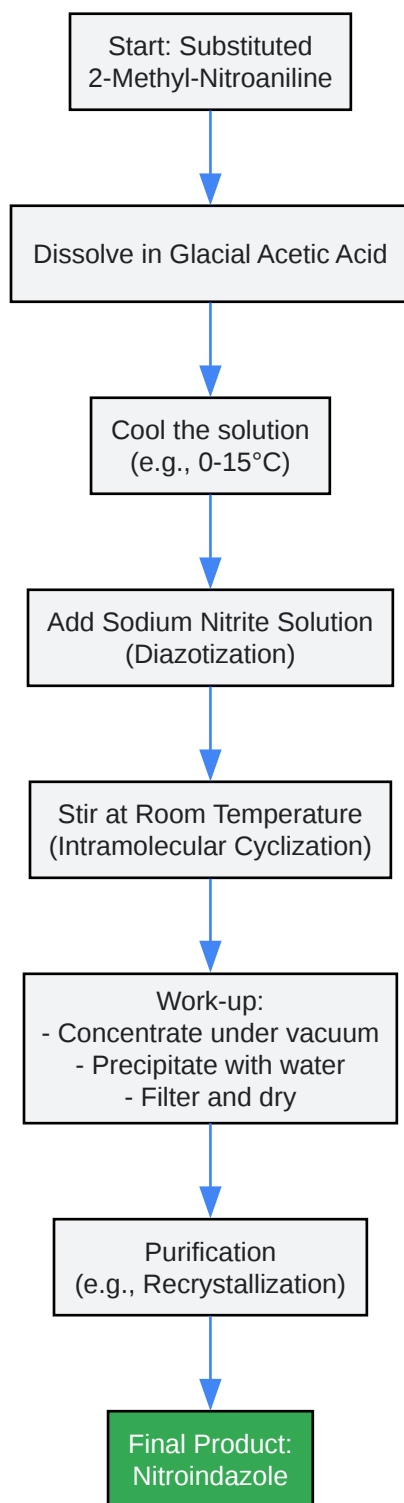 Start: Substituted
2-Methyl-Nitroaniline
Dissolve in Glacial Acetic Acid
Cool the solution
(e.g., 0-15°C)
Add Sodium Nitrite Solution
(Diazotization)
Stir at Room Temperature
(Intramolecular Cyclization)
Work-up:
- Concentrate under vacuum
- Precipitate with water
- Filter and dry
Purification
(e.g., Recrystallization)
Final Product:
Nitroindazole